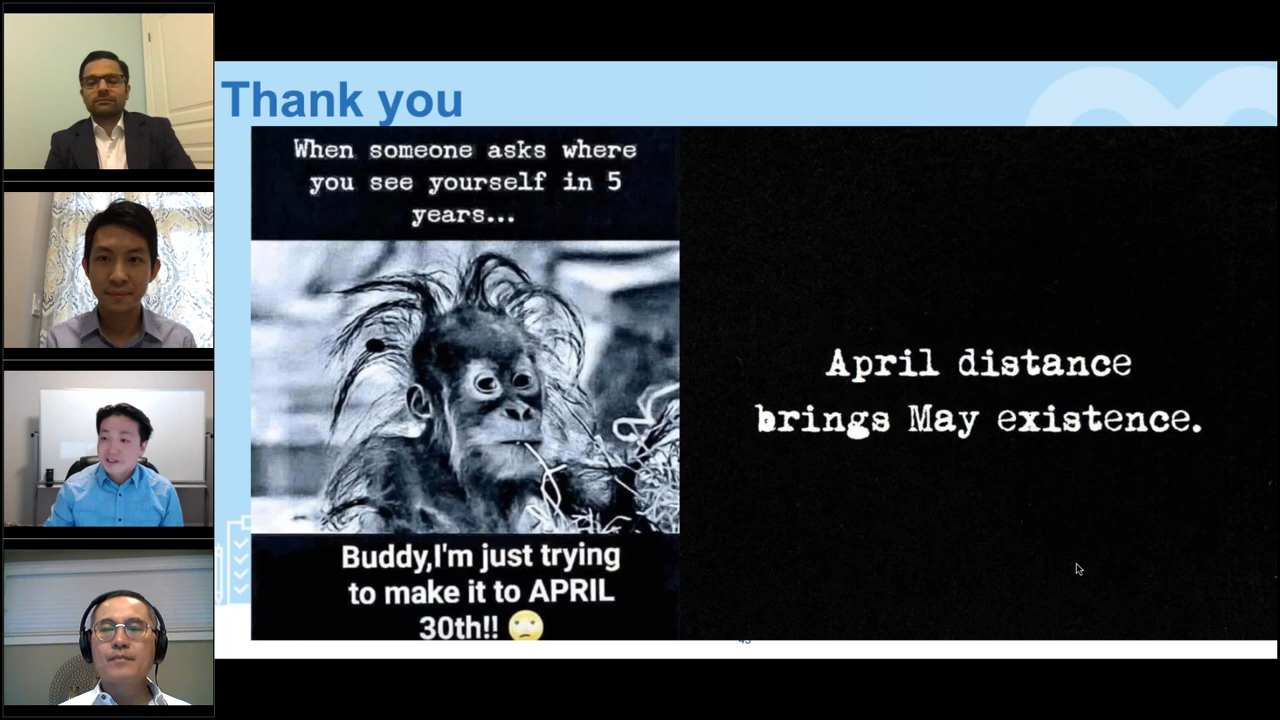 Thank you
When someone asks where
you see yourself in 5
years...
Buddy,I'm just trying
to make it to APRIL
30th!! 🙄
April distance
brings May existence.